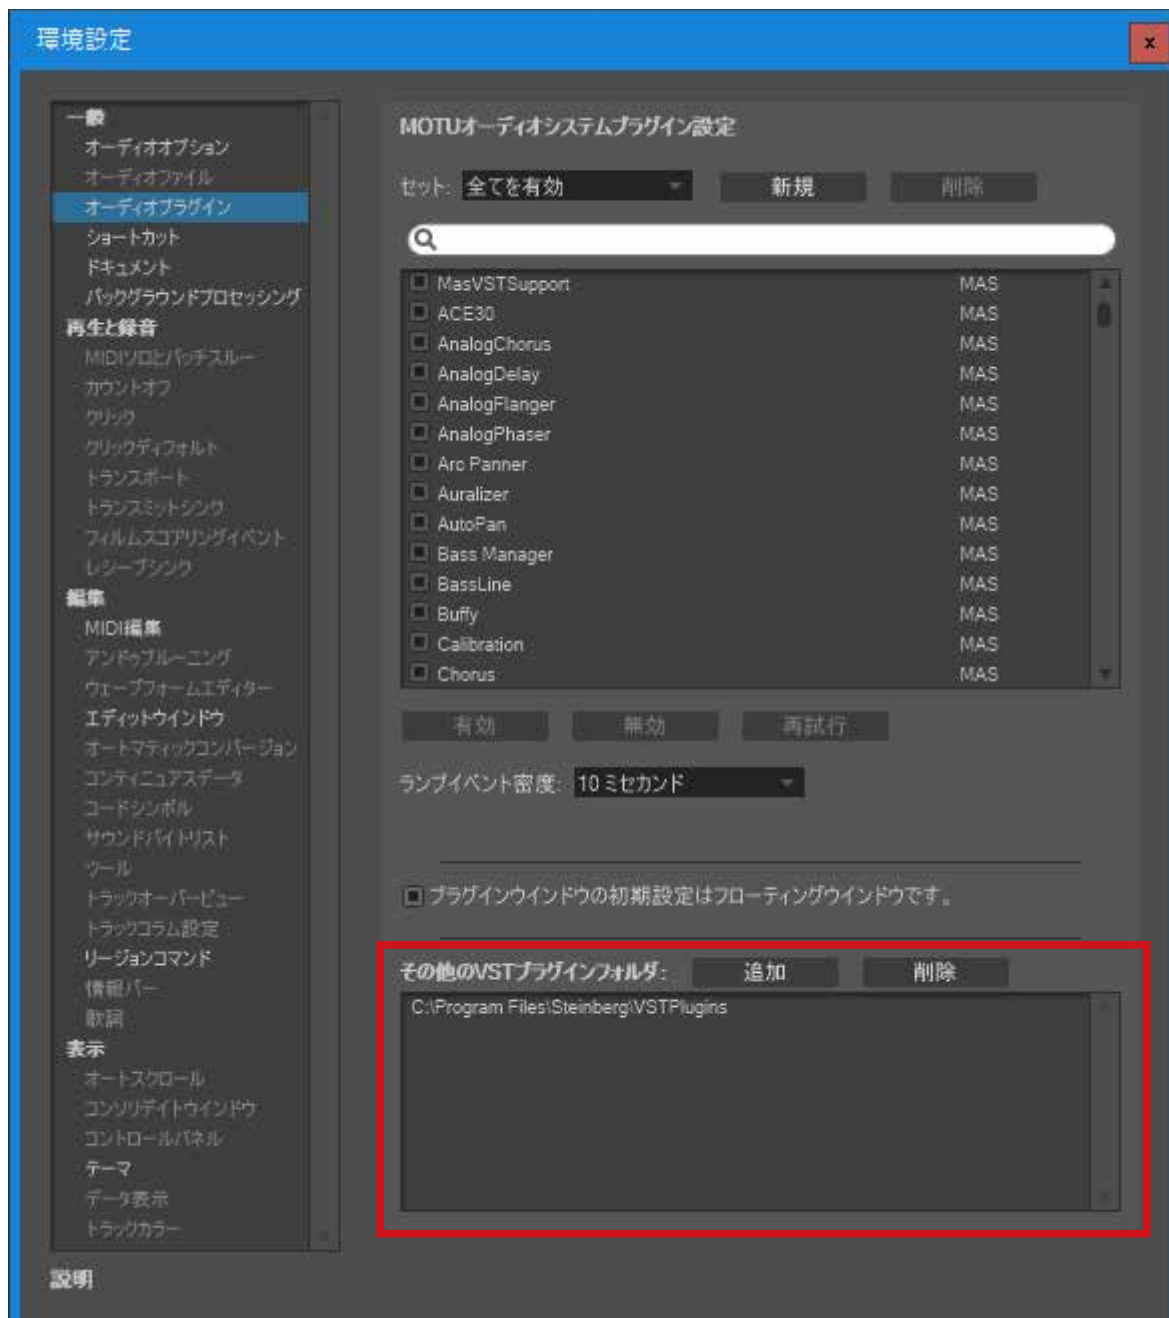 環境設定
x
一般
オーディオオプション
オーディオファイル
オーディオプラグイン
ショートカット
ドキュメント
バックグラウンドプロセッシング
再生と録音
MIDIソロとパッチスルー
カウントオフ
クリック
クリックディフォルト
トランスポート
トランスミットシンク
フィルムスコアリングイベント
レシーブシンク
編集
MIDI編集
アンドゥプルーニング
ウェーブフォームエディター
エディットウインドウ
オートマティックコンバージョン
コンティニュアスデータ
コードシンボル
サウンドバイトリスト
ツール
トラックオーバービュー
トラックコラム設定
リージョンコマンド
情報バー
歌詞
表示
オートスクロール
コンソリデイトウインドウ
コントロールパネル
テーマ
データ表示
トラックカラー
説明
MOTUオーディオシステムプラグイン設定
セット: 全てを有効 新規 削除
MasVSTSupport MAS
ACE30 MAS
AnalogChorus MAS
AnalogDelay MAS
AnalogFlanger MAS
AnalogPhaser MAS
Arc Panner MAS
Auralizer MAS
AutoPan MAS
Bass Manager MAS
BassLine MAS
Buffy MAS
Calibration MAS
Chorus MAS
有効 無効 再試行
ランプイベント密度: 10 ミセカンド
プラグインウインドウの初期設定はフローティングウインドウです。
その他のVSTプラグインフォルダ: 追加 削除
C:\Program Files\Steinberg\VSTPlugins